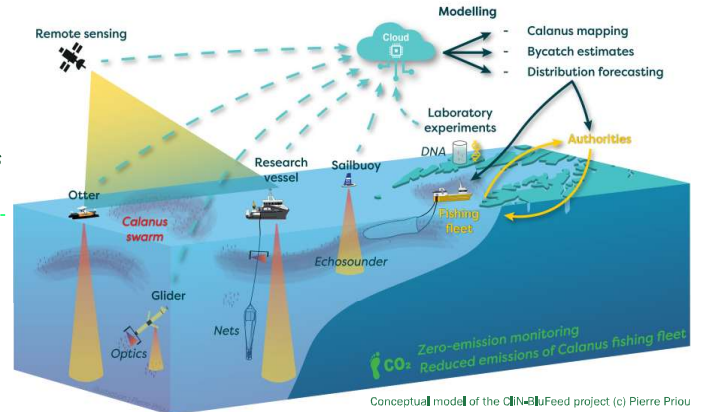 Modelling
Remote sensing
Cloud
- Calanus mapping
- Bycatch estimates
- Distribution forecasting
Laboratory
experiments
DNA
Authorities
Research
vessel
Sailbuoy
Otter
Calanus
swarm
Fishing
fleet
Echosounder
Glider
Nets
Optics
CO₂
Zero-emission monitoring
Reduced emissions of Calanus fishing fleet
Conceptual model of the CliN-BluFeed project (c) Pierre Priou